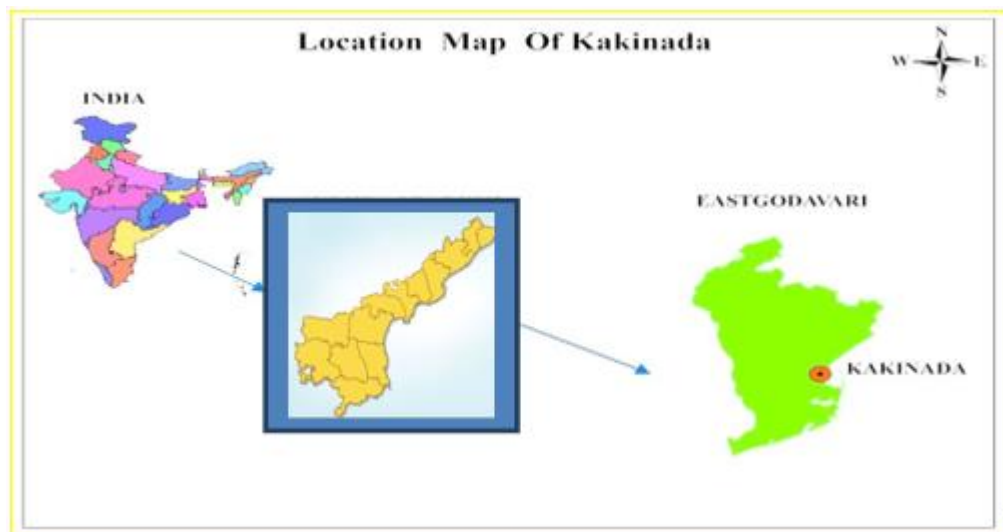 Location Map Of Kakinada
N
W E
S
INDIA
EASTGODAVARI
KAKINADA